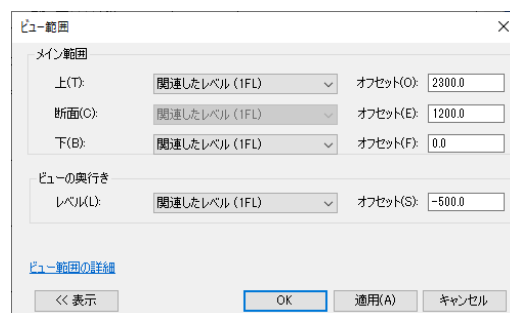 ビュー範囲
メイン範囲
上(T): 関連したレベル (1FL) オフセット(O): 2300.0
断面(C): 関連したレベル (1FL) オフセット(E): 1200.0
下(B): 関連したレベル (1FL) オフセット(F): 0.0
ビューの奥行き
レベル(L): 関連したレベル (1FL) オフセット(S): -500.0
ビュー範囲の詳細
<< 表示 OK 適用(A) キャンセル